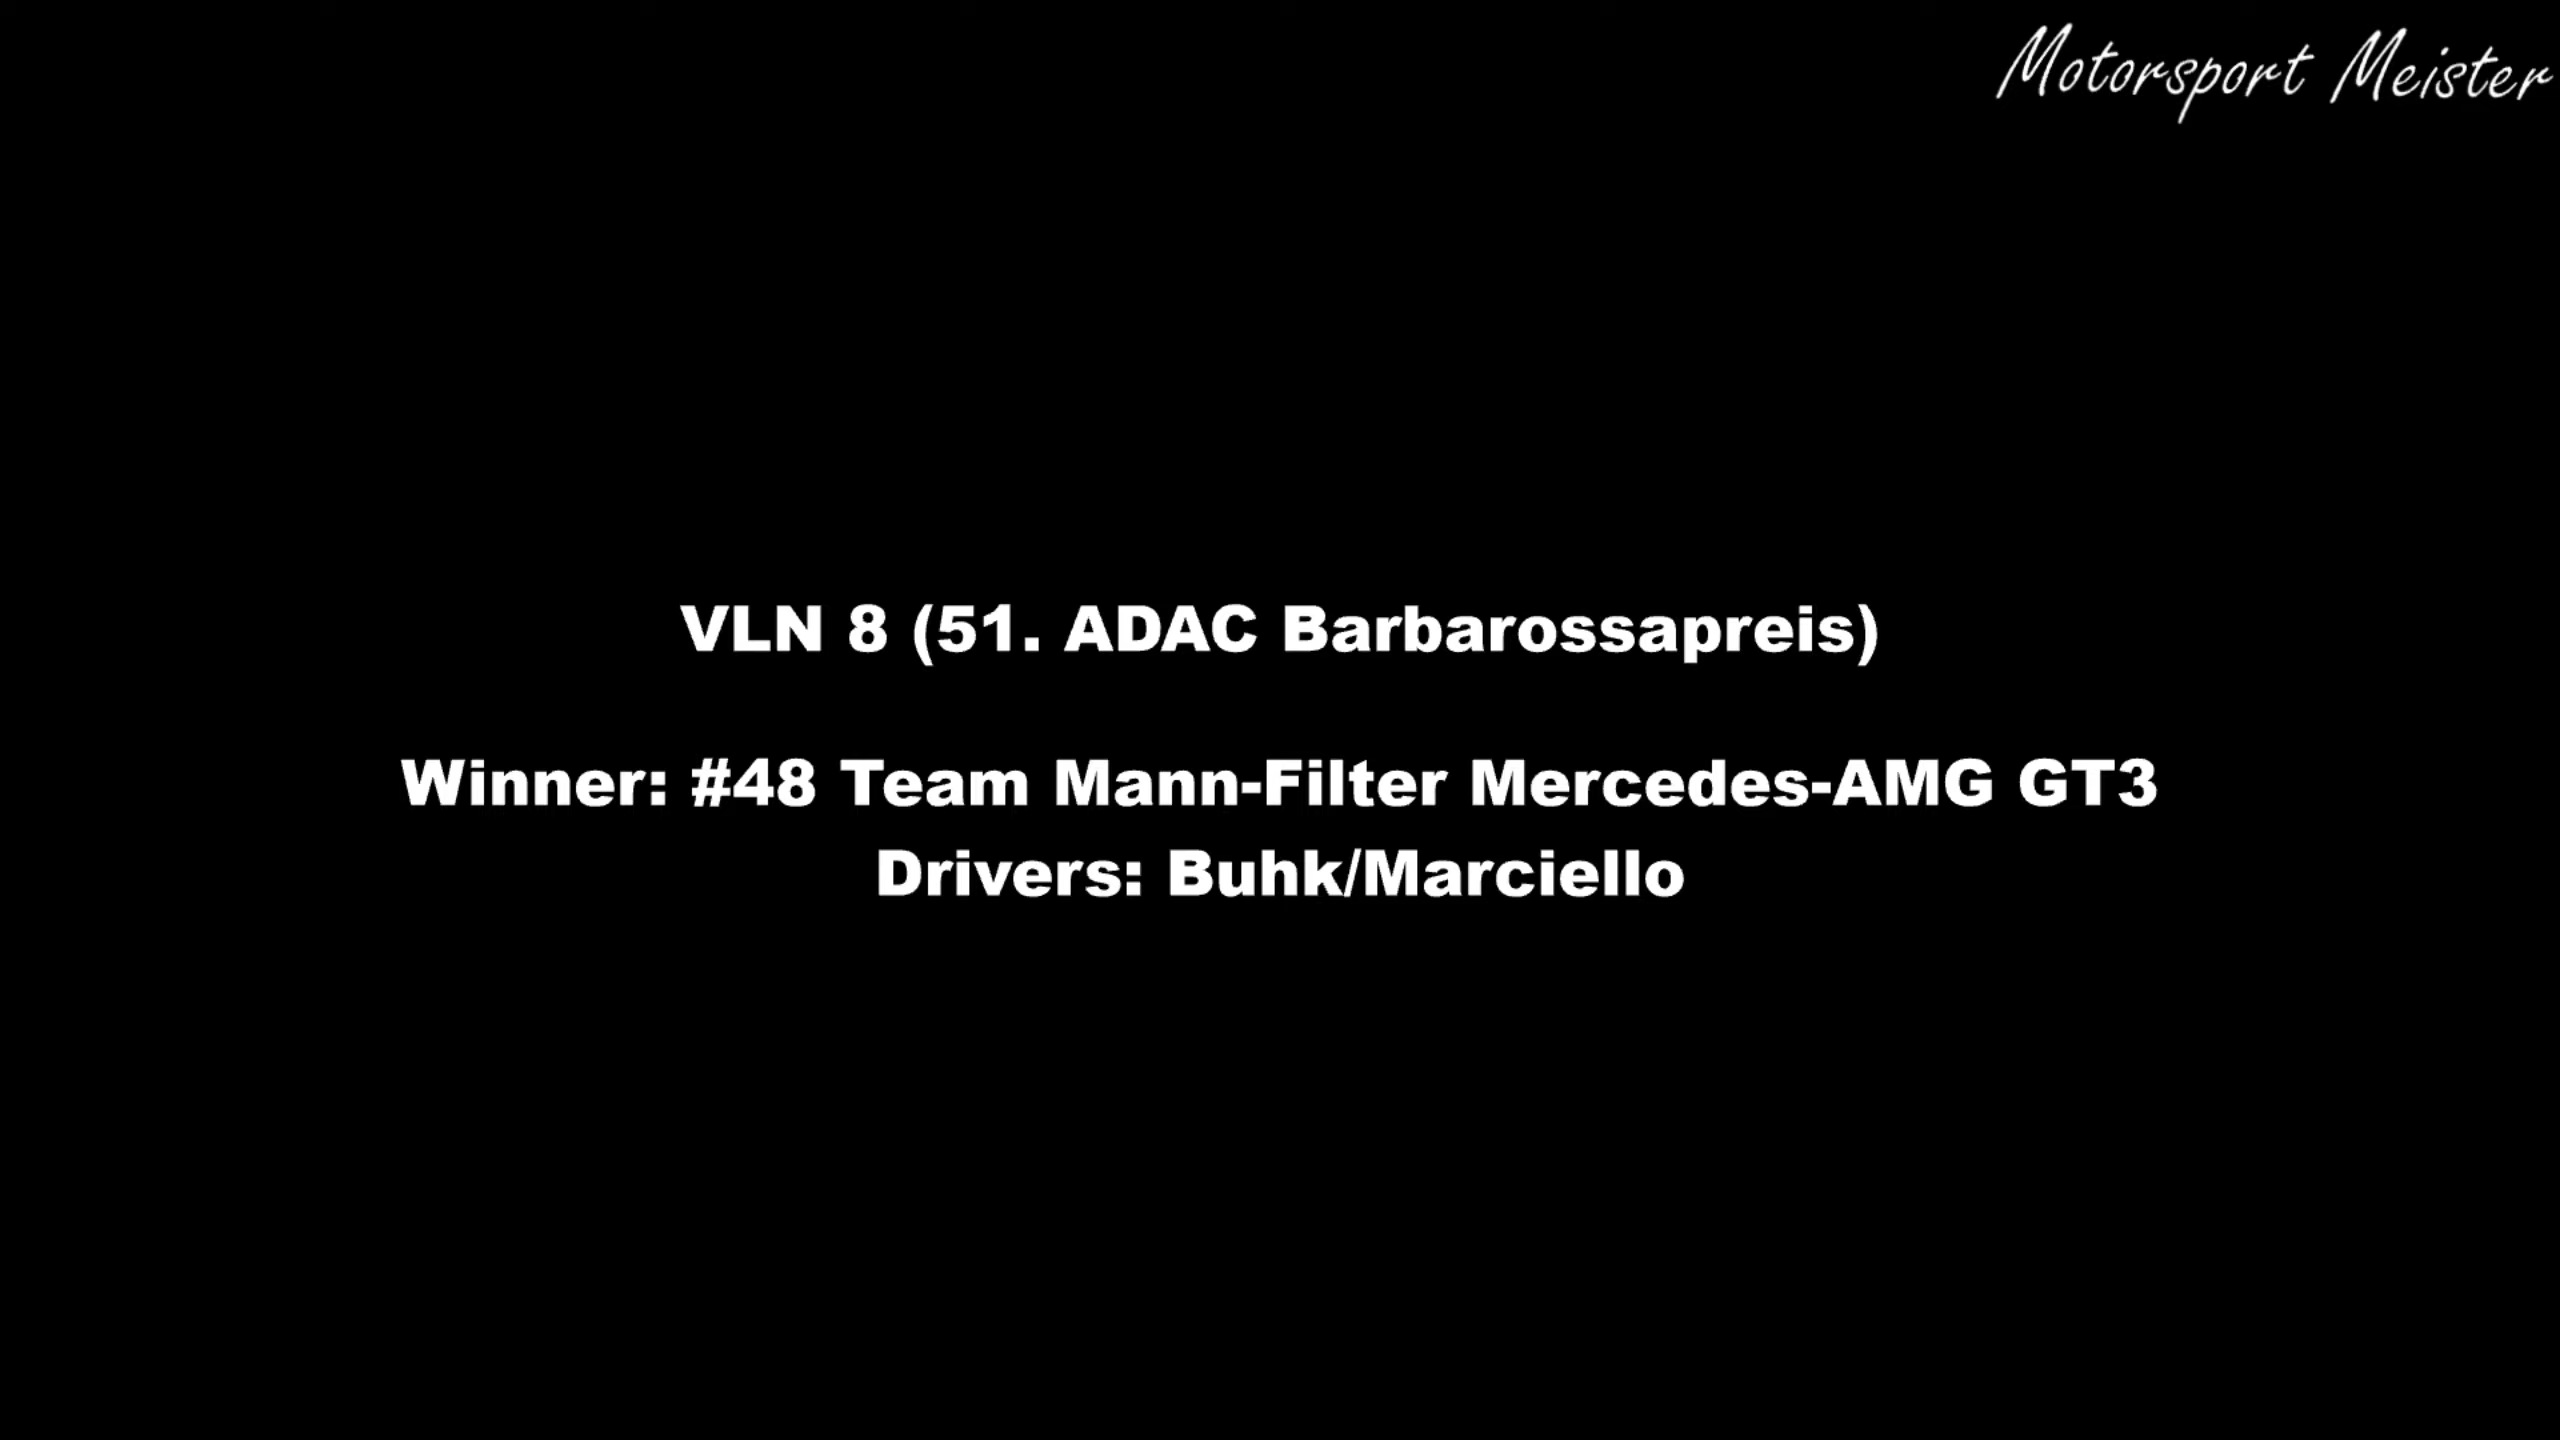 Motorsport Meister
VLN 8 (51. ADAC Barbarossapreis)
Winner: #48 Team Mann-Filter Mercedes-AMG GT3
Drivers: Buhk/Marciello